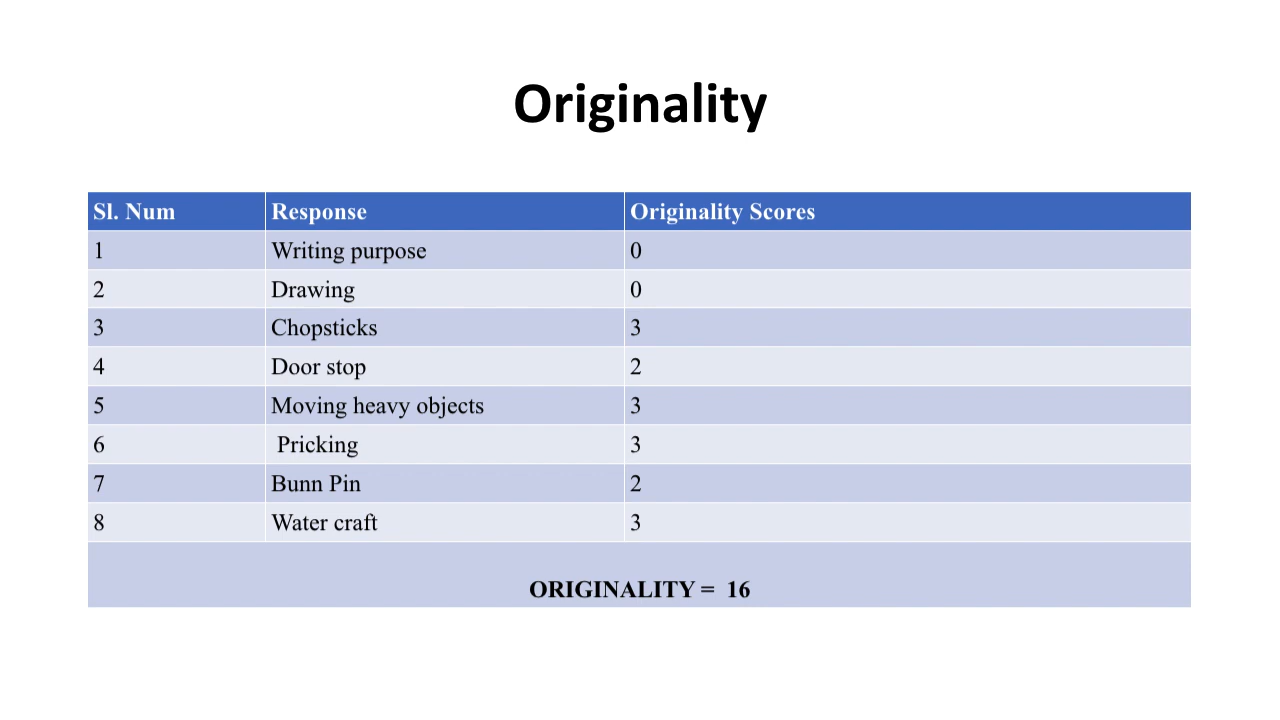 Originality
Sl. Num Response Originality Scores
1 Writing purpose 0
2 Drawing 0
3 Chopsticks 3
4 Door stop 2
5 Moving heavy objects 3
6 Pricking 3
7 Bunn Pin 2
8 Water craft 3
ORIGINALITY = 16